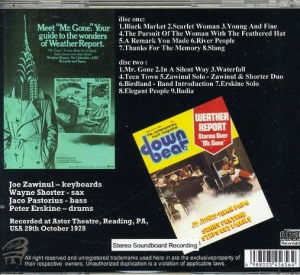 Meet "Mr. Gone." Your
guide to the wonders
of Weather Report.
disc one:
1.Black Market 2.Scarlet Woman 3.Young And Fine
4.The Pursuit Of The Woman With The Feathered Hat
5.A Remark You Made 6.River People
7.Thanks For The Memory 8.Slang
disc two :
1.Mr. Gone 2.In A Silent Way 3.Waterfall
4.Teen Town 5.Zawinul Solo - Zawinul & Shorter Duo
6.Birdland - Band Introduction 7.Erskine Solo
8.Elegant People 9.Badia
down
beat
WEATHER
REPORT
Storms Over
"Mr. Gone"
Joe Zawinul – keyboards
Wayne Shorter - sax
Jaco Pastorius - bass
Peter Erskine – drums
Recorded at Astor Theatre, Reading, PA,
USA 29th October 1978
Stereo Soundboard Recording
All right reserved and unregistered trademarks used here in are the exclusive property of
their respective owners. Unauthorized duplication is a violation of applicable laws.